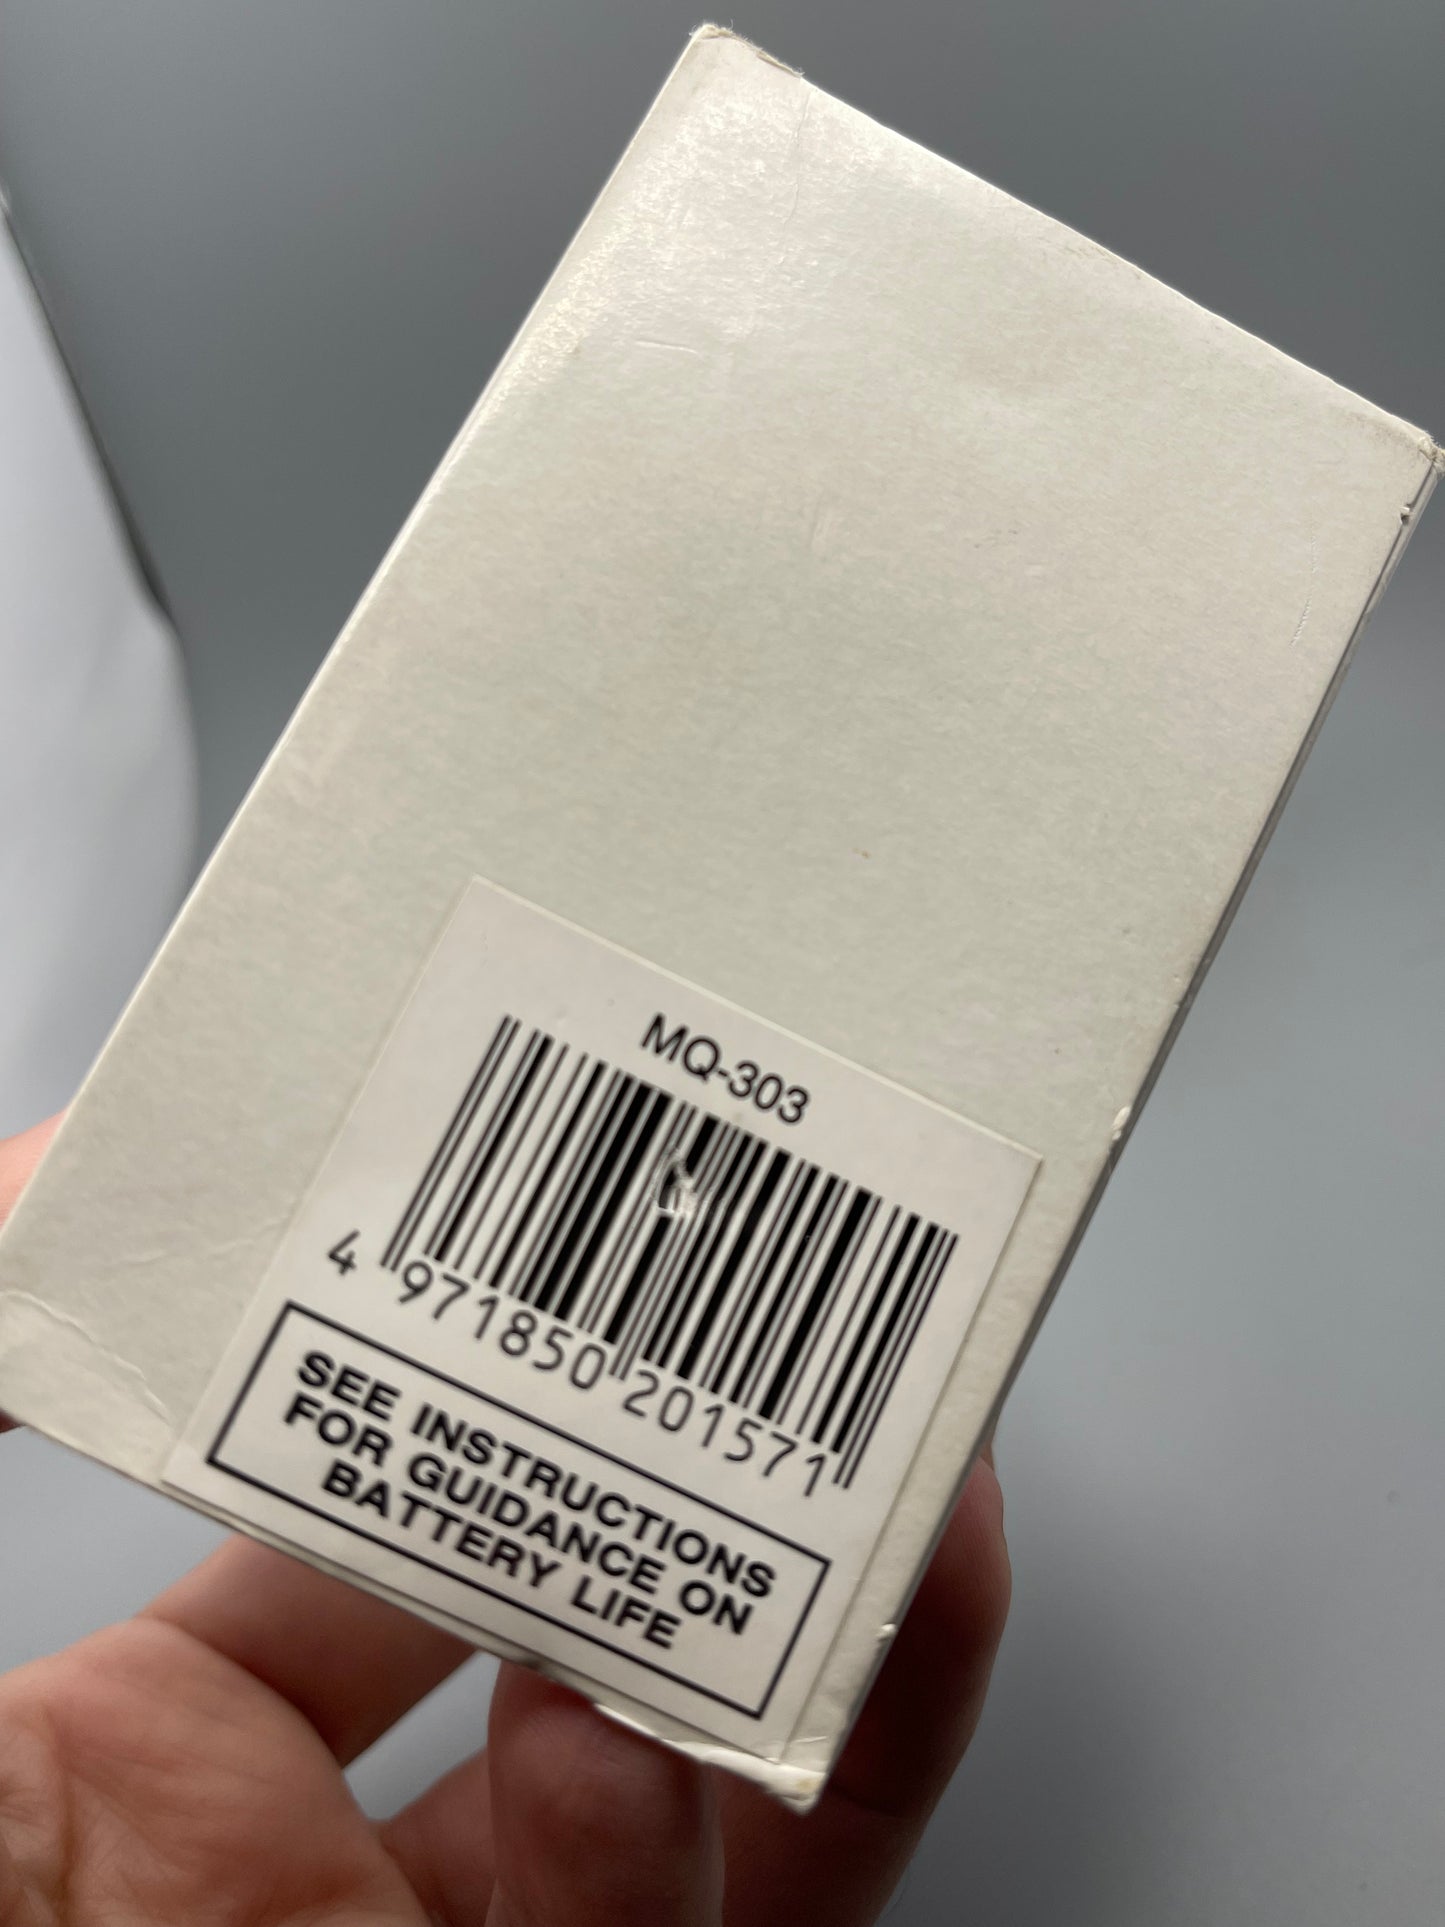 MQ-303
4 971850 201571
SEE INSTRUCTIONS
FOR GUIDANCE ON
BATTERY LIFE